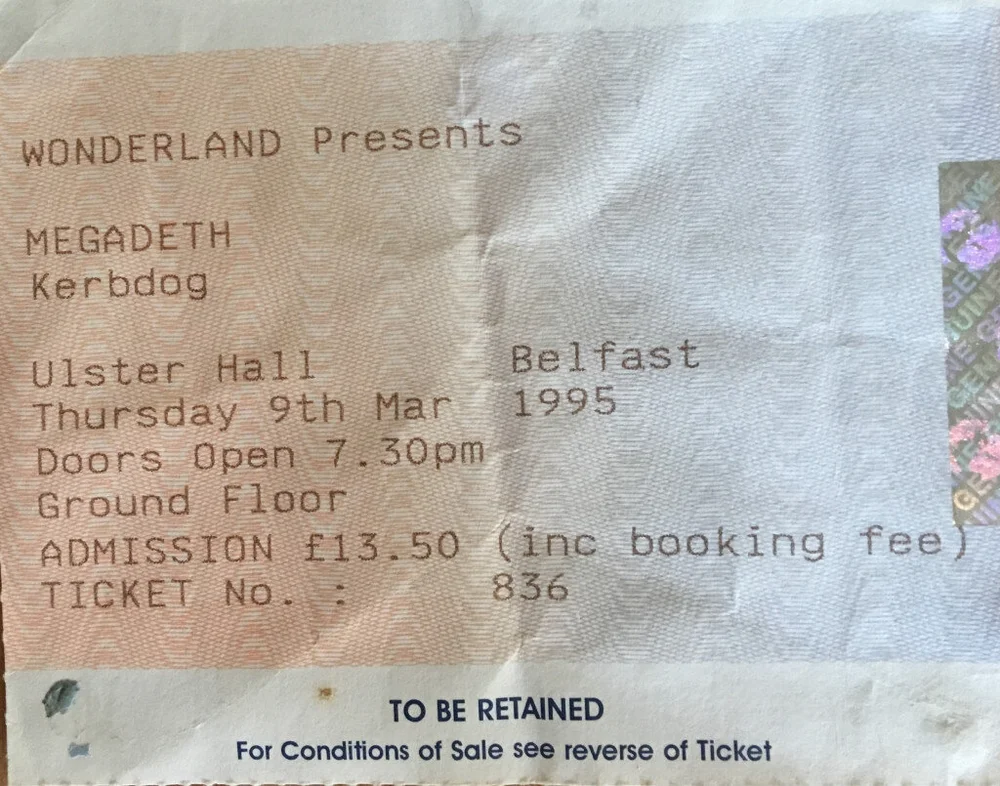 WONDERLAND Presents
MEGADETH
Kerbdog
Ulster Hall Belfast
Thursday 9th Mar 1995
Doors Open 7.30pm
Ground Floor
ADMISSION £13.50 (inc booking fee)
TICKET No. : 836
TO BE RETAINED
For Conditions of Sale see reverse of Ticket